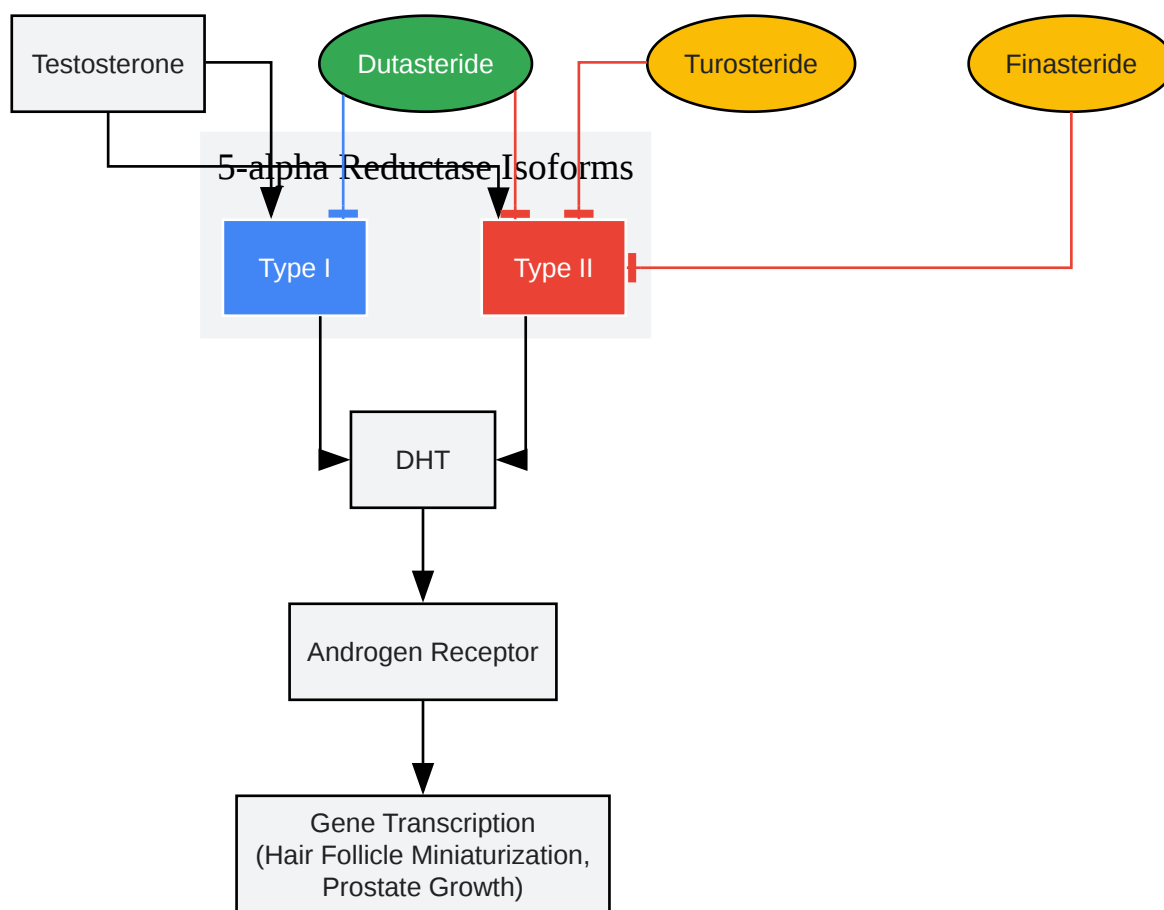 Testosterone
Dutasteride
Turosteride
Finasteride
5-alpha Reductase Isoforms
Type I
Type II
DHT
Androgen Receptor
Gene Transcription
(Hair Follicle Miniaturization,
Prostate Growth)